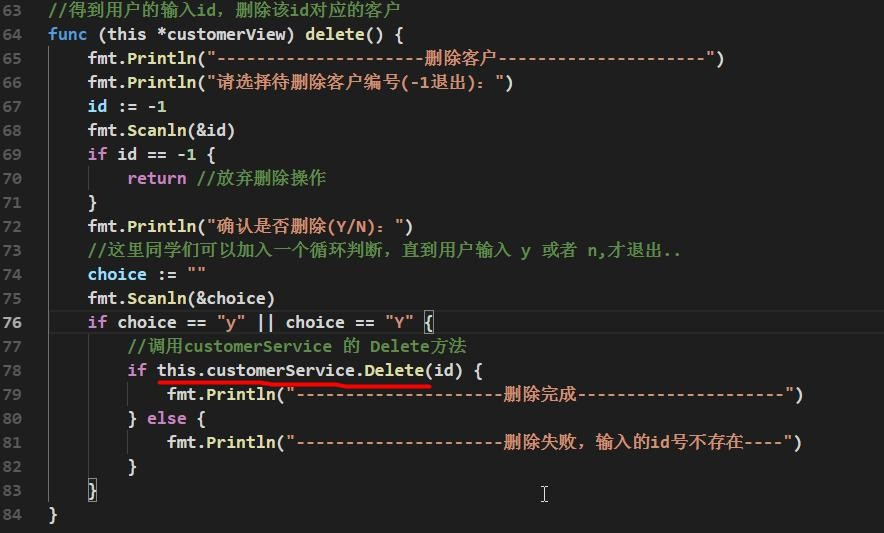 63 //得到用户的输入id，删除该id对应的客户
64 func (this *customerView) delete() {
65     fmt.Println("---------------------删除客户---------------------")
66     fmt.Println("请选择待删除客户编号(-1退出)：")
67     id := -1
68     fmt.Scanln(&id)
69     if id == -1 {
70         return //放弃删除操作
71     }
72     fmt.Println("确认是否删除(Y/N)：")
73     //这里同学们可以加入一个循环判断，直到用户输入 y 或者 n,才退出..
74     choice := ""
75     fmt.Scanln(&choice)
76     if choice == "y" || choice == "Y" {
77         //调用customerService 的 Delete方法
78         if this.customerService.Delete(id) {
79             fmt.Println("---------------------删除完成---------------------")
80         } else {
81             fmt.Println("---------------------删除失败，输入的id号不存在----")
82         }
83     }
84 }